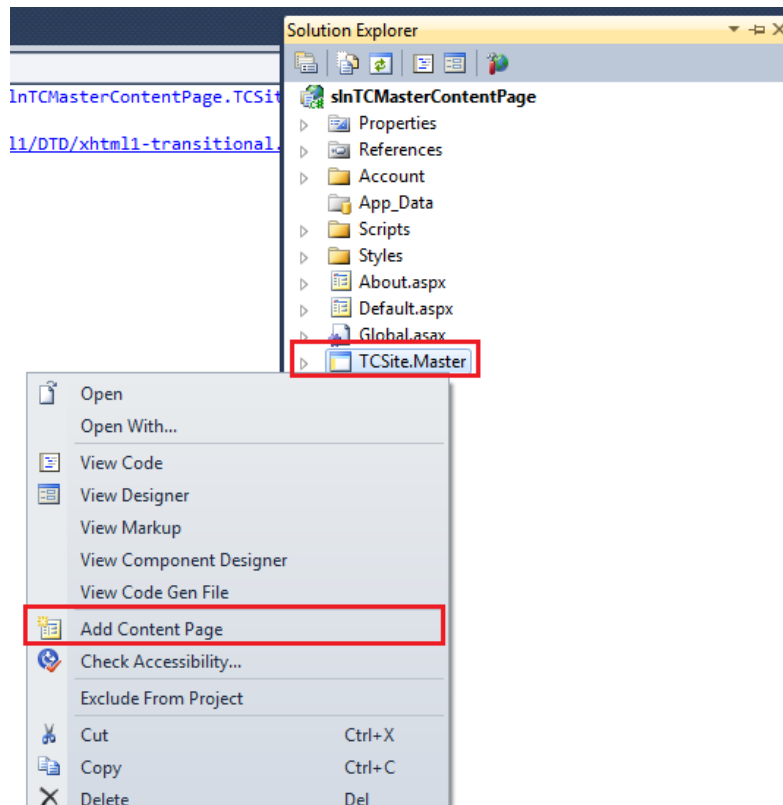 Solution Explorer
lnTCMasterContentPage.TCSit
l1/DTD/xhtml1-transitional.
slnTCMasterContentPage
Properties
References
Account
App_Data
Scripts
Styles
About.aspx
Default.aspx
Global.asax
TCSite.Master
Open
Open With...
View Code
View Designer
View Markup
View Component Designer
View Code Gen File
Add Content Page
Check Accessibility...
Exclude From Project
Cut Ctrl+X
Copy Ctrl+C
Delete Del